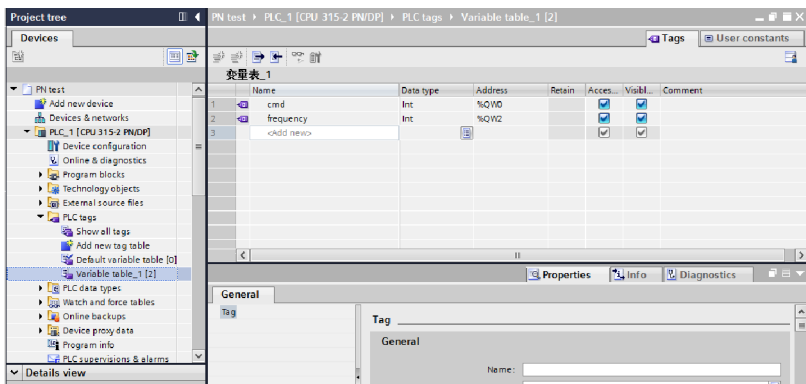 Project tree
PN test ▸ PLC_1 [CPU 315-2 PN/DP] ▸ PLC tags ▸ Variable_table_1 [2]
Devices
Tags
User constants
变量表_1
Name Data type Address Retain Acces... Visibl... Comment
1 cmd Int %QW0
2 frequency Int %QW2
3 <Add new>
PN test
Add new device
Devices & networks
PLC_1 [CPU 315-2 PN/DP]
Device configuration
Online & diagnostics
Program blocks
Technology objects
External source files
PLC tags
Show all tags
Add new tag table
Default variable table [0]
Variable table_1 [2]
PLC data types
Watch and force tables
Online backups
Device proxy data
Program info
PLC supervisions & alarms
Details view
Properties
Info
Diagnostics
General
Tag
Tag
General
Name: